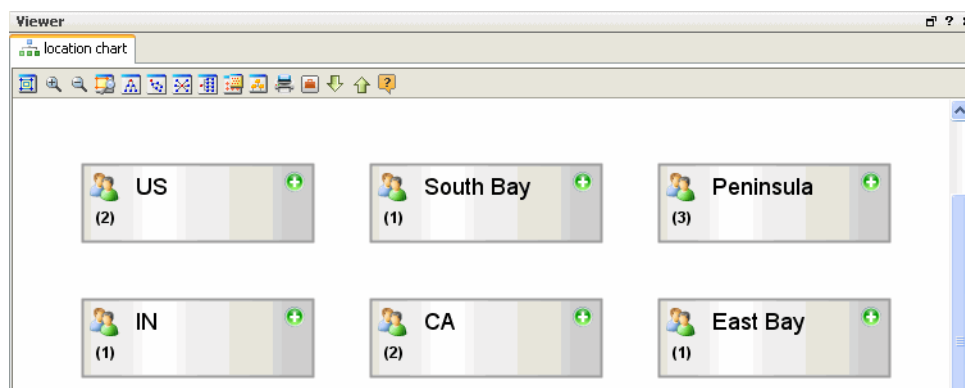 Viewer
location chart
US
(2)
South Bay
(1)
Peninsula
(3)
IN
(1)
CA
(2)
East Bay
(1)